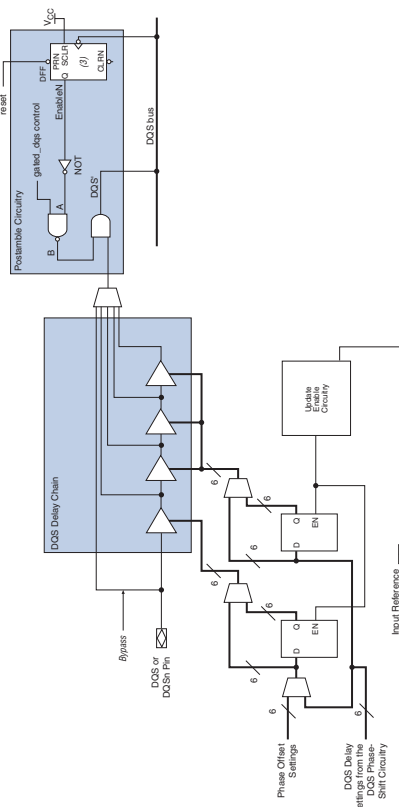 reset
Postamble Circuitry
gated_dqs control
DFF
PRN
SCLR
Q
(3)
CLRN
VCC
EnableN
A
B
NOT
DQS'
DQS bus
DQS Delay Chain
Bypass
DQS or
DQSn Pin
6
6
6
6
6
6
6
6
D
Q
EN
D
Q
EN
Update
Enable
Circuitry
Phase Offset
Settings
DQS Delay
ettings from the
DQS Phase-
Shift Circuitry
Input Reference